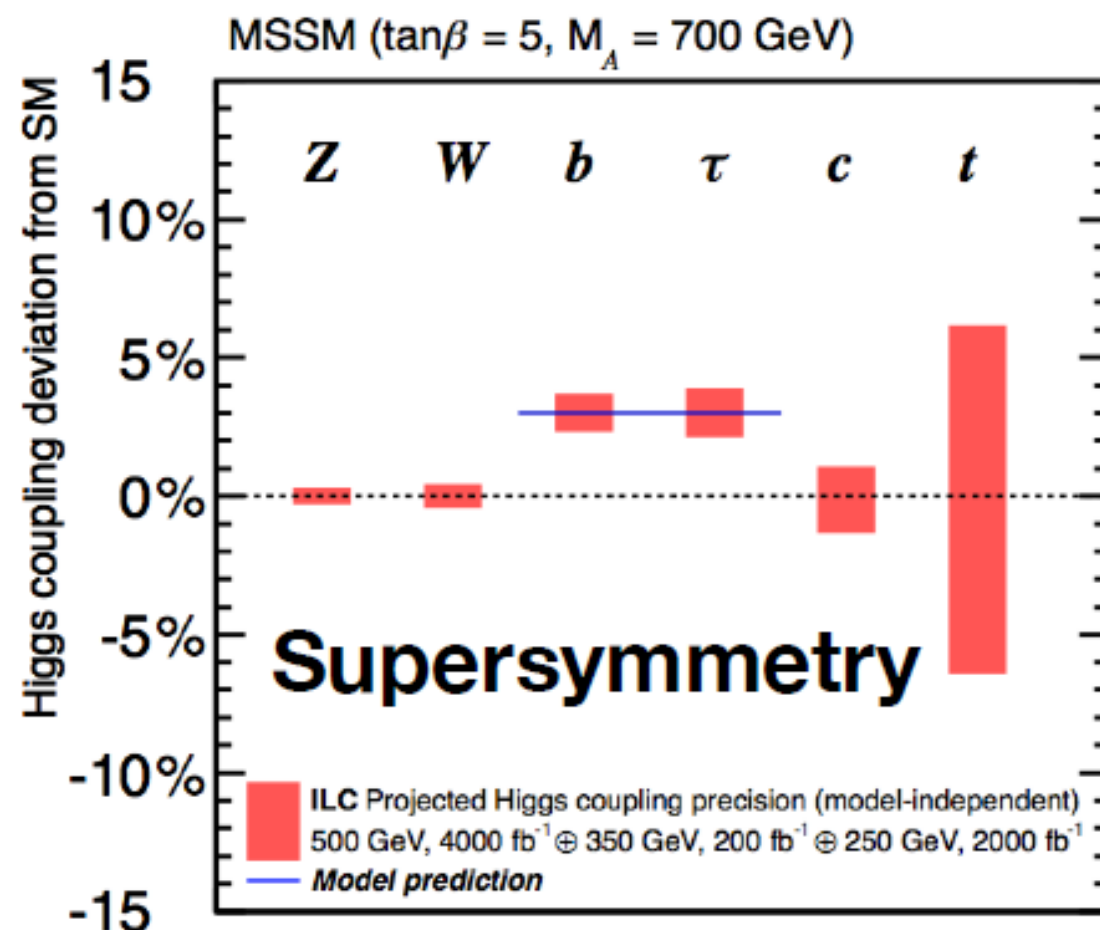 MSSM (tanβ = 5, M_A = 700 GeV)
Higgs coupling deviation from SM
15
10%
5%
0%
-5%
-10%
-15
Z W b τ c t
Supersymmetry
ILC Projected Higgs coupling precision (model-independent)
500 GeV, 4000 fb⁻¹ ⊕ 350 GeV, 200 fb⁻¹ ⊕ 250 GeV, 2000 fb⁻¹
Model prediction